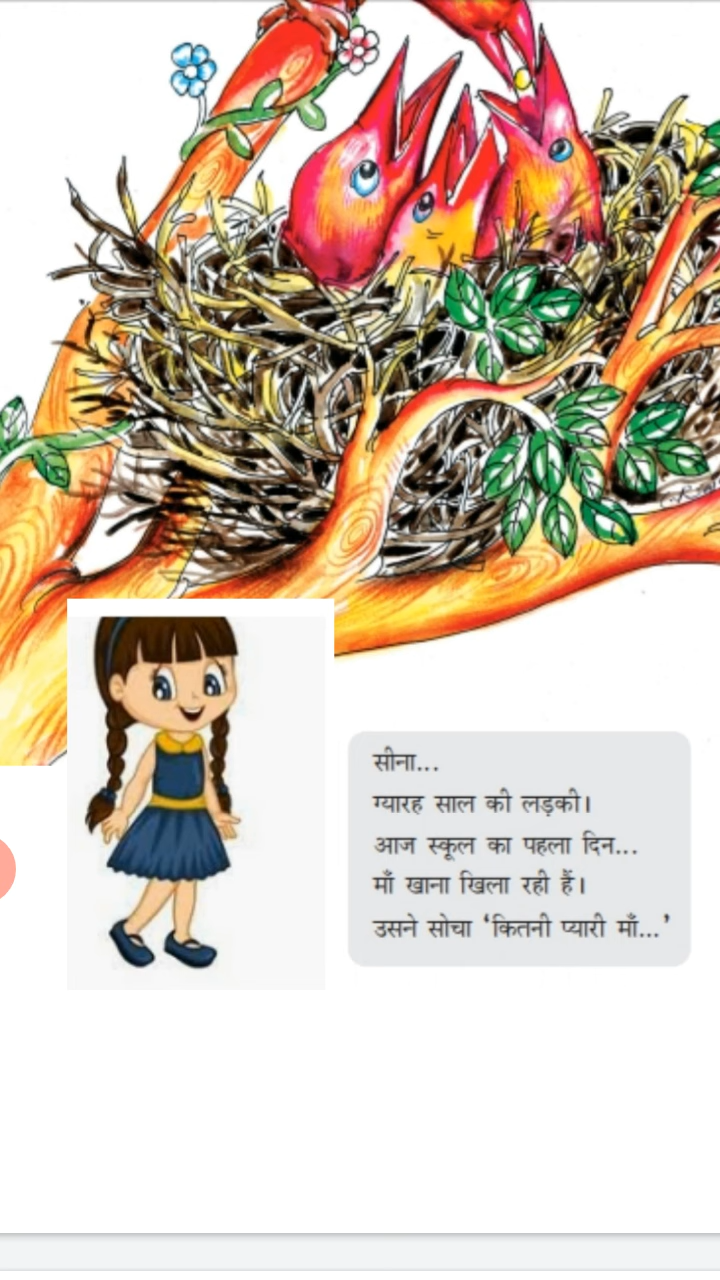 सीना...
ग्यारह साल की लड़की।
आज स्कूल का पहला दिन...
माँ खाना खिला रही हैं।
उसने सोचा ‘कितनी प्यारी माँ...’